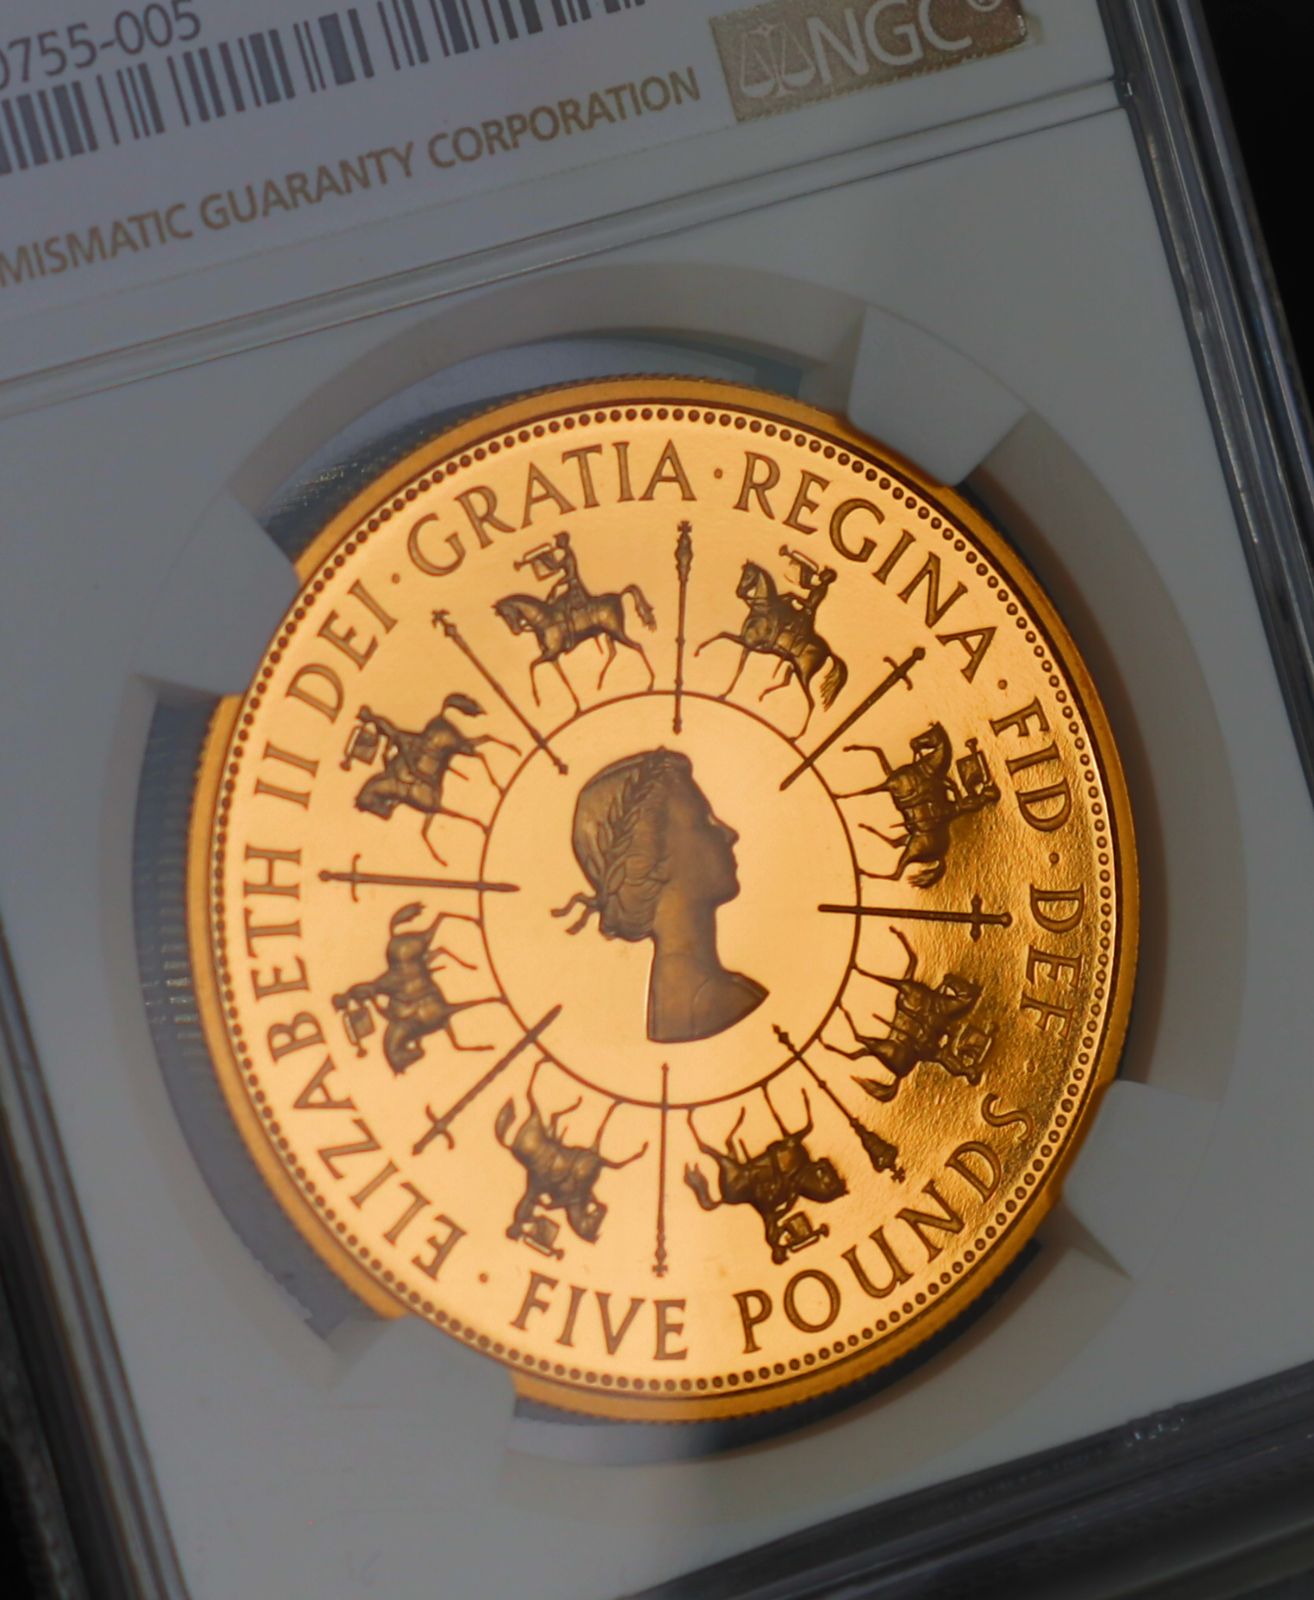 0755-005
NGC
MISMATIC GUARANTY CORPORATION
ELIZABETH II DEI · GRATIA · REGINA · FID · DEF
· FIVE POUNDS